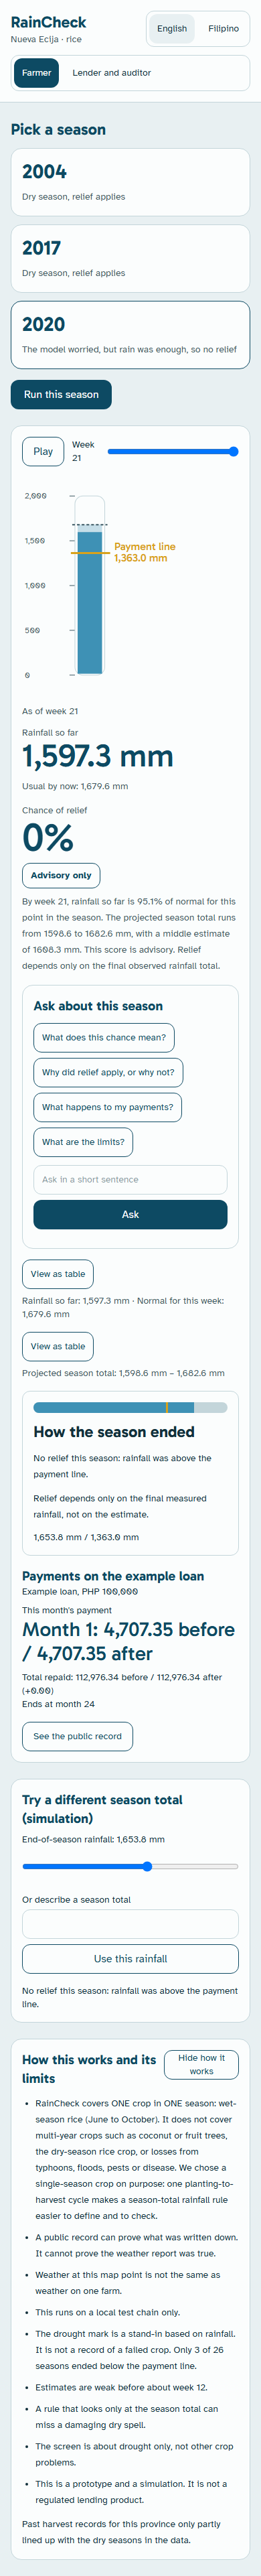 RainCheck
Nueva Ecija · rice
English
Filipino
Farmer
Lender and auditor
Pick a season
2004
Dry season, relief applies
2017
Dry season, relief applies
2020
The model worried, but rain was enough, so no relief
Run this season
Play
Week
21
2,000
1,500
1,000
500
0
Payment line
1,363.0 mm
As of week 21
Rainfall so far
1,597.3 mm
Usual by now: 1,679.6 mm
Chance of relief
0%
Advisory only
By week 21, rainfall so far is 95.1% of normal for this
point in the season. The projected season total runs
from 1598.6 to 1682.6 mm, with a middle estimate
of 1608.3 mm. This score is advisory. Relief
depends only on the final observed rainfall total.
Ask about this season
What does this chance mean?
Why did relief apply, or why not?
What happens to my payments?
What are the limits?
Ask in a short sentence
Ask
View as table
Rainfall so far: 1,597.3 mm · Normal for this week:
1,679.6 mm
View as table
Projected season total: 1,598.6 mm – 1,682.6 mm
How the season ended
No relief this season: rainfall was above the
payment line.
Relief depends only on the final measured
rainfall, not on the estimate.
1,653.8 mm / 1,363.0 mm
Payments on the example loan
Example loan, PHP 100,000
This month's payment
Month 1: 4,707.35 before
/ 4,707.35 after
Total repaid: 112,976.34 before / 112,976.34 after
(+0.00)
Ends at month 24
See the public record
Try a different season total
(simulation)
End-of-season rainfall: 1,653.8 mm
Or describe a season total
Use this rainfall
No relief this season: rainfall was above the payment
line.
How this works and its
limits
Hide how it
works
• RainCheck covers ONE crop in ONE season: wet-
season rice (June to October). It does not cover
multi-year crops such as coconut or fruit trees,
the dry-season rice crop, or losses from
typhoons, floods, pests or disease. We chose a
single-season crop on purpose: one planting-to-
harvest cycle makes a season-total rainfall rule
easier to define and to check.
• A public record can prove what was written down.
It cannot prove the weather report was true.
• Weather at this map point is not the same as
weather on one farm.
• This runs on a local test chain only.
• The drought mark is a stand-in based on rainfall.
It is not a record of a failed crop. Only 3 of 26
seasons ended below the payment line.
• Estimates are weak before about week 12.
• A rule that looks only at the season total can
miss a damaging dry spell.
• The screen is about drought only, not other crop
problems.
• This is a prototype and a simulation. It is not a
regulated lending product.
Past harvest records for this province only partly
lined up with the dry seasons in the data.